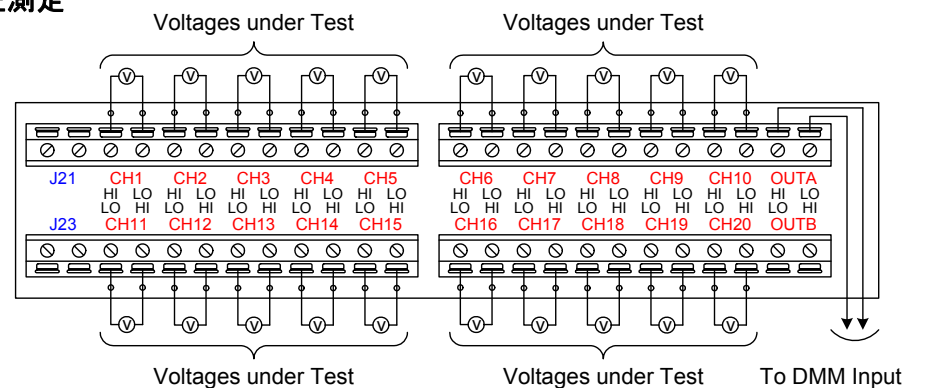 測定
Voltages under Test Voltages under Test
V V V V V V V V V V
J21 CH1 CH2 CH3 CH4 CH5 CH6 CH7 CH8 CH9 CH10 OUTA
HI LO HI LO HI LO HI LO HI LO HI LO HI LO HI LO HI LO HI LO HI LO
LO HI LO HI LO HI LO HI LO HI LO HI LO HI LO HI LO HI LO HI LO HI
J23 CH11 CH12 CH13 CH14 CH15 CH16 CH17 CH18 CH19 CH20 OUTB
V V V V V V V V V V
Voltages under Test Voltages under Test To DMM Input